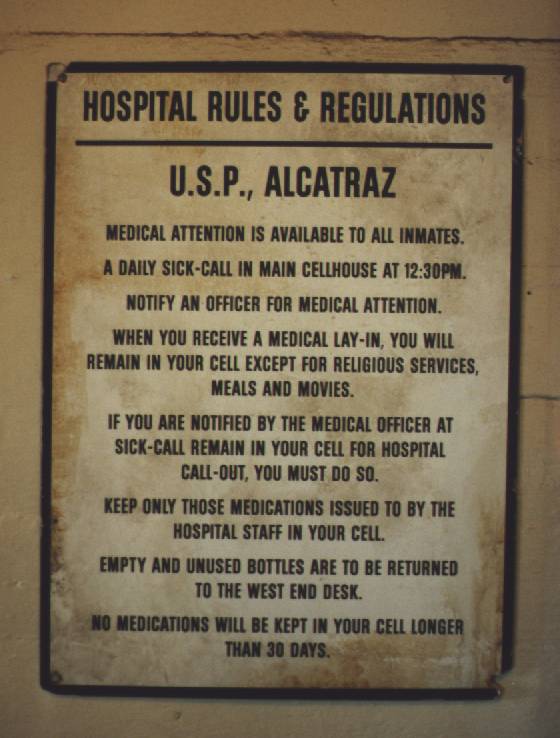 HOSPITAL RULES & REGULATIONS
U.S.P., ALCATRAZ
MEDICAL ATTENTION IS AVAILABLE TO ALL INMATES.
A DAILY SICK-CALL IN MAIN CELLHOUSE AT 12:30PM.
NOTIFY AN OFFICER FOR MEDICAL ATTENTION.
WHEN YOU RECEIVE A MEDICAL LAY-IN, YOU WILL
REMAIN IN YOUR CELL EXCEPT FOR RELIGIOUS SERVICES,
MEALS AND MOVIES.
IF YOU ARE NOTIFIED BY THE MEDICAL OFFICER AT
SICK-CALL REMAIN IN YOUR CELL FOR HOSPITAL
CALL-OUT, YOU MUST DO SO.
KEEP ONLY THOSE MEDICATIONS ISSUED TO BY THE
HOSPITAL STAFF IN YOUR CELL.
EMPTY AND UNUSED BOTTLES ARE TO BE RETURNED
TO THE WEST END DESK.
NO MEDICATIONS WILL BE KEPT IN YOUR CELL LONGER
THAN 30 DAYS.